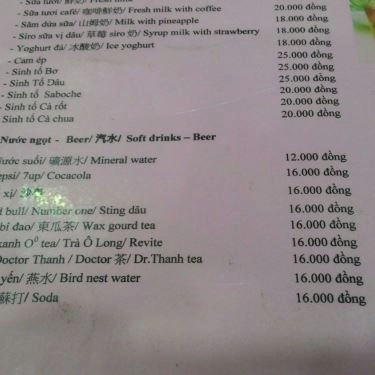 - Sữa tươi/ 鮮奶/ Fresh milk
- Sữa tươi café/ 咖啡鮮奶/ Fresh milk with coffee 20.000 đồng
- Sâm dứa sữa/ 山姆奶/ Milk with pineapple 18.000 đồng
- Siro sữa vị dâu/ 草莓 siro 奶/ Syrup milk with strawberry 18.000 đồng
- Yoghurt đá/ 冰酸奶/ Ice yoghurt 18.000 đồng
- Cam ép 25.000 đồng
- Sinh tố Bơ 25.000 đồng
- Sinh Tố Dâu 25.000 đồng
- Sinh tố Saboche 20.000 đồng
- Sinh tố Cà rốt 20.000 đồng
- Sinh tố Cà chua 20.000 đồng
Nước ngọt - Beer/ 汽水/ Soft drinks – Beer
ước suối/ 礦源水/ Mineral water 12.000 đồng
epsi/ 7up/ Cocacola 16.000 đồng
xị/ 16.000 đồng
d bull/ Number one/ Sting dâu 16.000 đồng
bí đao/ 東瓜茶/ Wax gourd tea 16.000 đồng
xanh O⁰ tea/ Trà Ô Long/ Revite 16.000 đồng
Doctor Thanh / Doctor 茶/ Dr.Thanh tea 16.000 đồng
yến/ 燕水/ Bird nest water 16.000 đồng
蘇打/ Soda 16.000 đồng